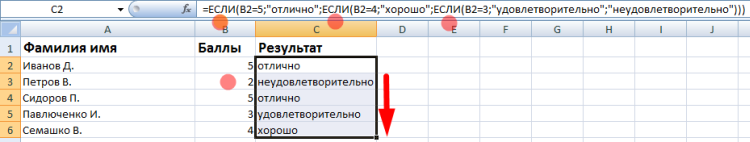 C2 =ЕСЛИ(B2=5;"отлично";ЕСЛИ(B2=4;"хорошо";ЕСЛИ(B2=3;"удовлетворительно";"неудовлетворительно")))
A B C D E F G H I J
1 Фамилия имя Баллы Результат
2 Иванов Д. 5 отлично
3 Петров В. 2 неудовлетворительно
4 Сидоров П. 5 отлично
5 Павлюченко И. 3 удовлетворительно
6 Семашко В. 4 хорошо